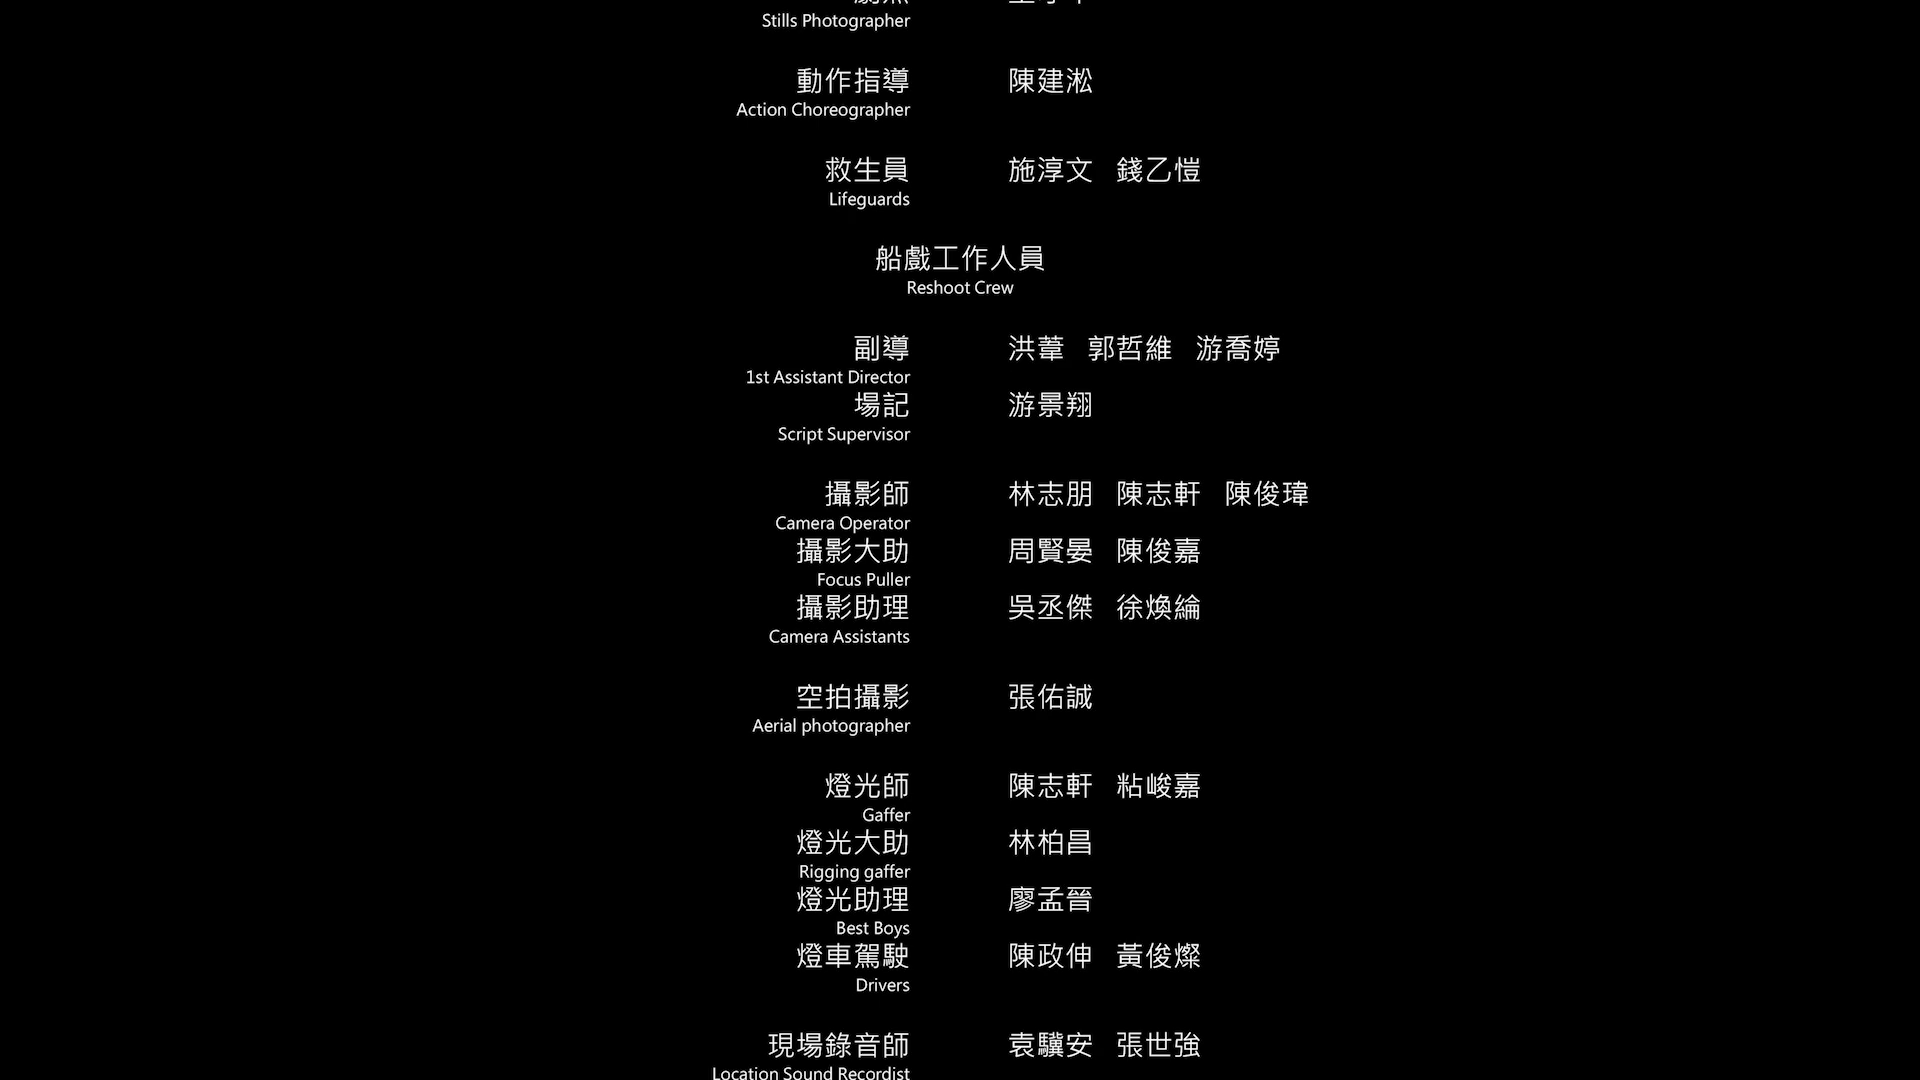 Stills Photographer
動作指導 陳建淞
Action Choreographer
救生員 施淳文 錢乙愷
Lifeguards
船戲工作人員
Reshoot Crew
副導 洪葦 郭哲維 游喬婷
1st Assistant Director
場記 游景翔
Script Supervisor
攝影師 林志朋 陳志軒 陳俊瑋
Camera Operator
攝影大助 周賢晏 陳俊嘉
Focus Puller
攝影助理 吳丞傑 徐煥綸
Camera Assistants
空拍攝影 張佑誠
Aerial photographer
燈光師 陳志軒 粘峻嘉
Gaffer
燈光大助 林柏昌
Rigging gaffer
燈光助理 廖孟晉
Best Boys
燈車駕駛 陳政伸 黃俊燦
Drivers
現場錄音師 袁驥安 張世強
Location Sound Recordist